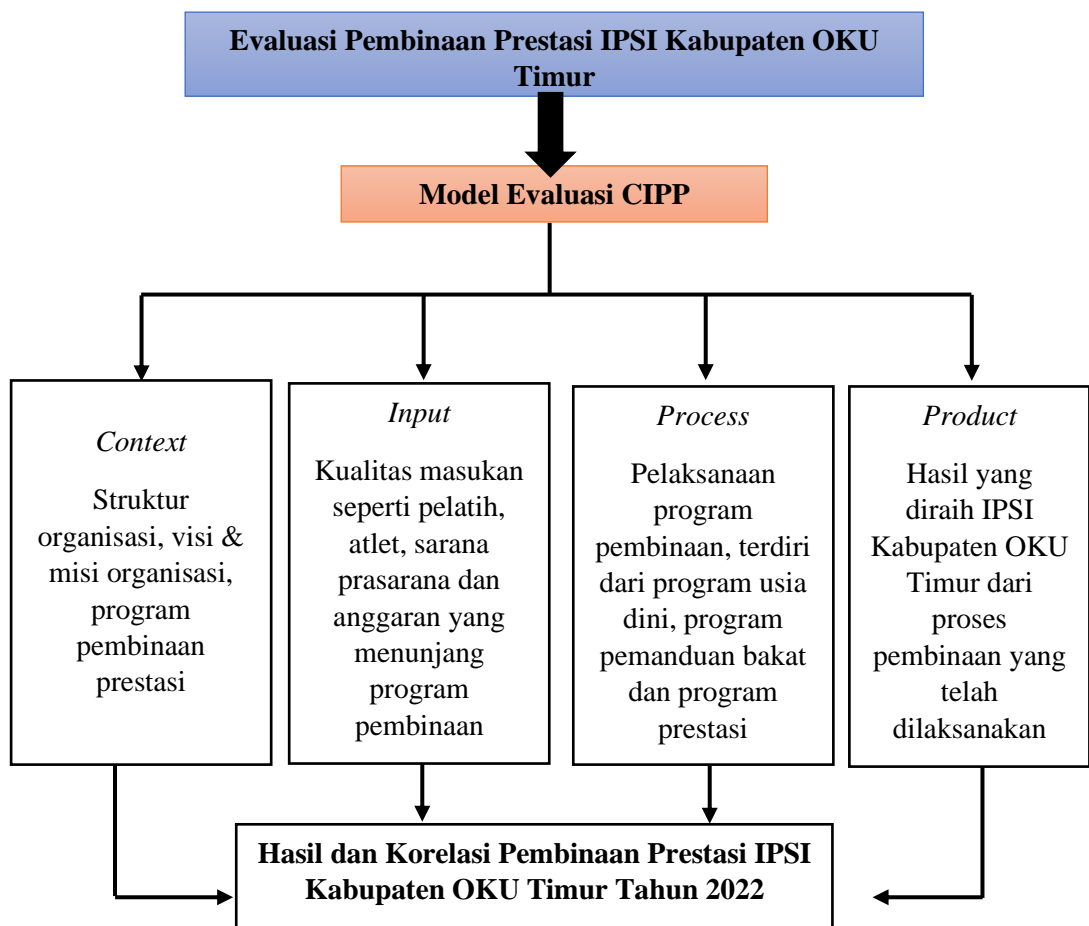 Evaluasi Pembinaan Prestasi IPSI Kabupaten OKU
Timur
Model Evaluasi CIPP
Context
Struktur
organisasi, visi &
misi organisasi,
program
pembinaan
prestasi
Input
Kualitas masukan
seperti pelatih,
atlet, sarana
prasarana dan
anggaran yang
menunjang
program
pembinaan
Process
Pelaksanaan
program
pembinaan, terdiri
dari program usia
dini, program
pemanduan bakat
dan program
prestasi
Product
Hasil yang
diraih IPSI
Kabupaten OKU
Timur dari
proses
pembinaan yang
telah
dilaksanakan
Hasil dan Korelasi Pembinaan Prestasi IPSI
Kabupaten OKU Timur Tahun 2022